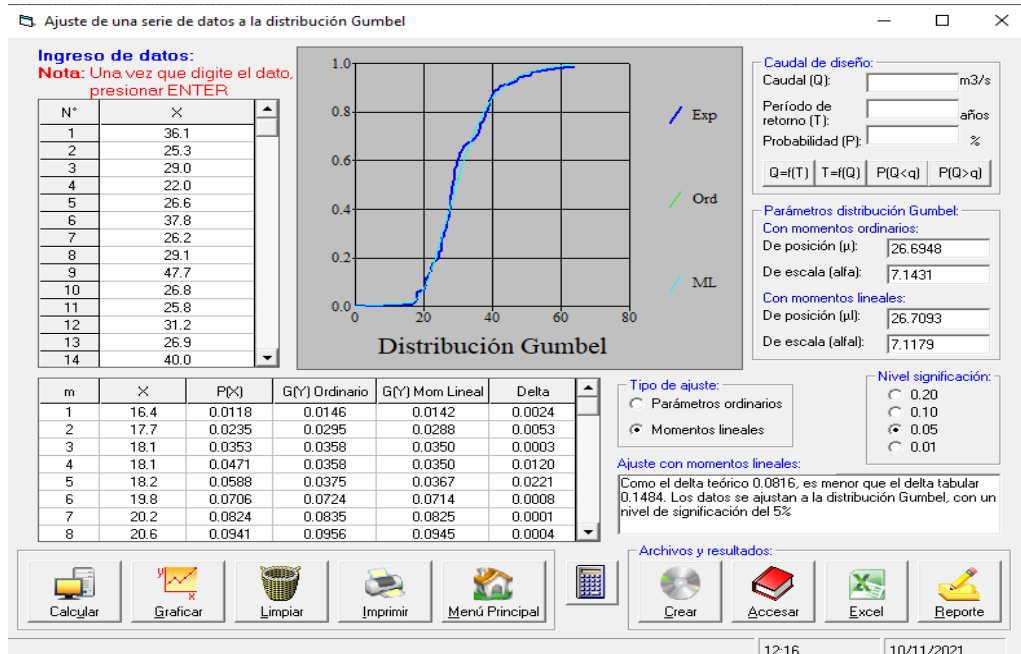 Ajuste de una serie de datos a la distribución Gumbel
Ingreso de datos:
Nota: Una vez que digite el dato,
presionar ENTER
N° X
1 36.1
2 25.3
3 29.0
4 22.0
5 26.6
6 37.8
7 26.2
8 29.1
9 47.7
10 26.8
11 25.8
12 31.2
13 26.9
14 40.0
1.0
0.8
0.6
0.4
0.2
0.0
0 20 40 60 80
Distribución Gumbel
Exp
Ord
ML
Caudal de diseño:
Caudal (Q): m3/s
Período de
retorno (T): años
Probabilidad (P): %
Q=f(T) T=f(Q) P(Q<q) P(Q>q)
Parámetros distribución Gumbel:
Con momentos ordinarios:
De posición (µ): 26.6948
De escala (alfa): 7.1431
Con momentos lineales:
De posición (µl): 26.7093
De escala (alfal): 7.1179
m X P(X) G(Y) Ordinario G(Y) Mom Lineal Delta
1 16.4 0.0118 0.0146 0.0142 0.0024
2 17.7 0.0235 0.0295 0.0288 0.0053
3 18.1 0.0353 0.0358 0.0350 0.0003
4 18.1 0.0471 0.0358 0.0350 0.0120
5 18.2 0.0588 0.0375 0.0367 0.0221
6 19.8 0.0706 0.0724 0.0714 0.0008
7 20.2 0.0824 0.0835 0.0825 0.0001
8 20.6 0.0941 0.0956 0.0945 0.0004
Tipo de ajuste:
Parámetros ordinarios
Momentos lineales
Nivel significación:
0.20
0.10
0.05
0.01
Ajuste con momentos lineales:
Como el delta teórico 0.0816, es menor que el delta tabular
0.1484. Los datos se ajustan a la distribución Gumbel, con un
nivel de significación del 5%
Calcular
y
x
Graficar
Limpiar
Imprimir
Menú Principal
Archivos y resultados:
Crear
Accesar
Excel
Reporte
12:16 10/11/2021